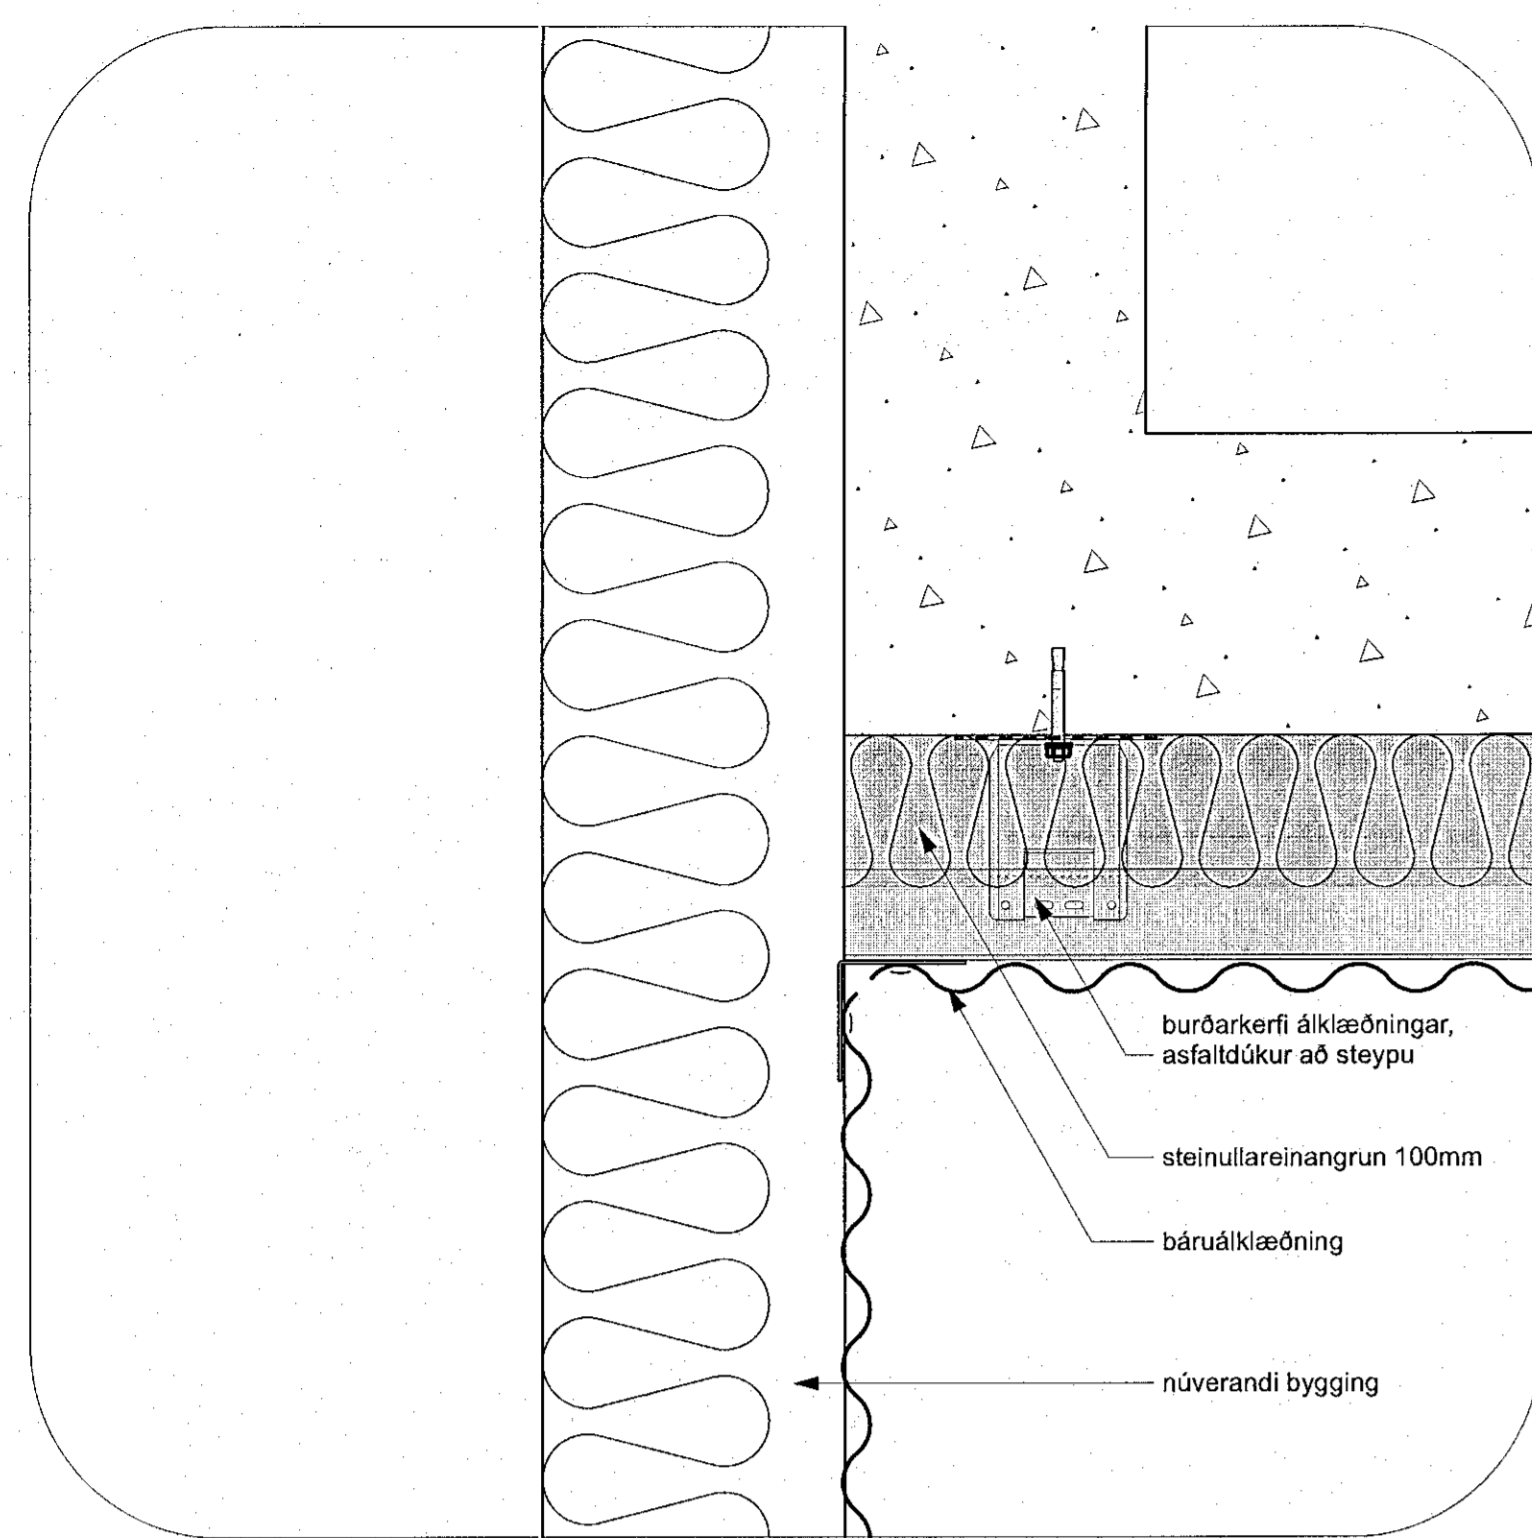 burðarkerfi álklæðningar,
asfaltdúkur að steypu
steinullareinangrun 100mm
báruálklæðning
núverandi bygging